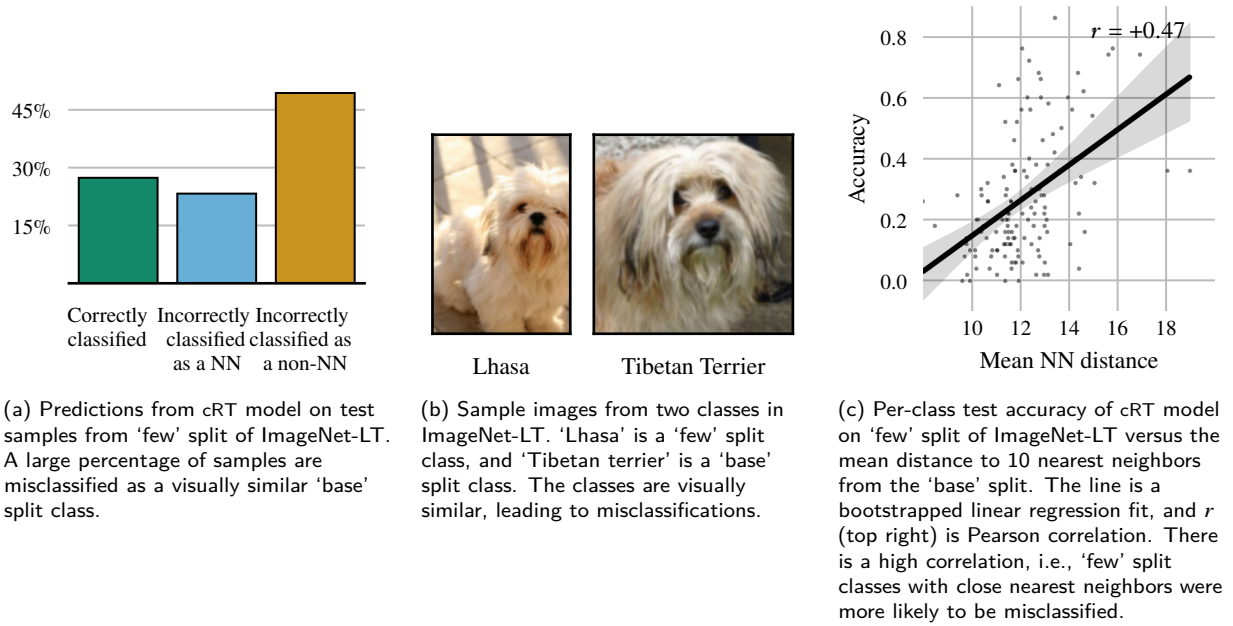 45%
30%
15%
Correctly classified
Incorrectly classified as a NN
Incorrectly classified as a non-NN
Lhasa
Tibetan Terrier
Accuracy
0.8
0.6
0.4
0.2
0.0
r = +0.47
10 12 14 16 18
Mean NN distance
(a) Predictions from cRT model on test
samples from ‘few’ split of ImageNet-LT.
A large percentage of samples are
misclassified as a visually similar ‘base’
split class.
(b) Sample images from two classes in
ImageNet-LT. ‘Lhasa’ is a ‘few’ split
class, and ‘Tibetan terrier’ is a ‘base’
split class. The classes are visually
similar, leading to misclassifications.
(c) Per-class test accuracy of cRT model
on ‘few’ split of ImageNet-LT versus the
mean distance to 10 nearest neighbors
from the ‘base’ split. The line is a
bootstrapped linear regression fit, and r
(top right) is Pearson correlation. There
is a high correlation, i.e., ‘few’ split
classes with close nearest neighbors were
more likely to be misclassified.